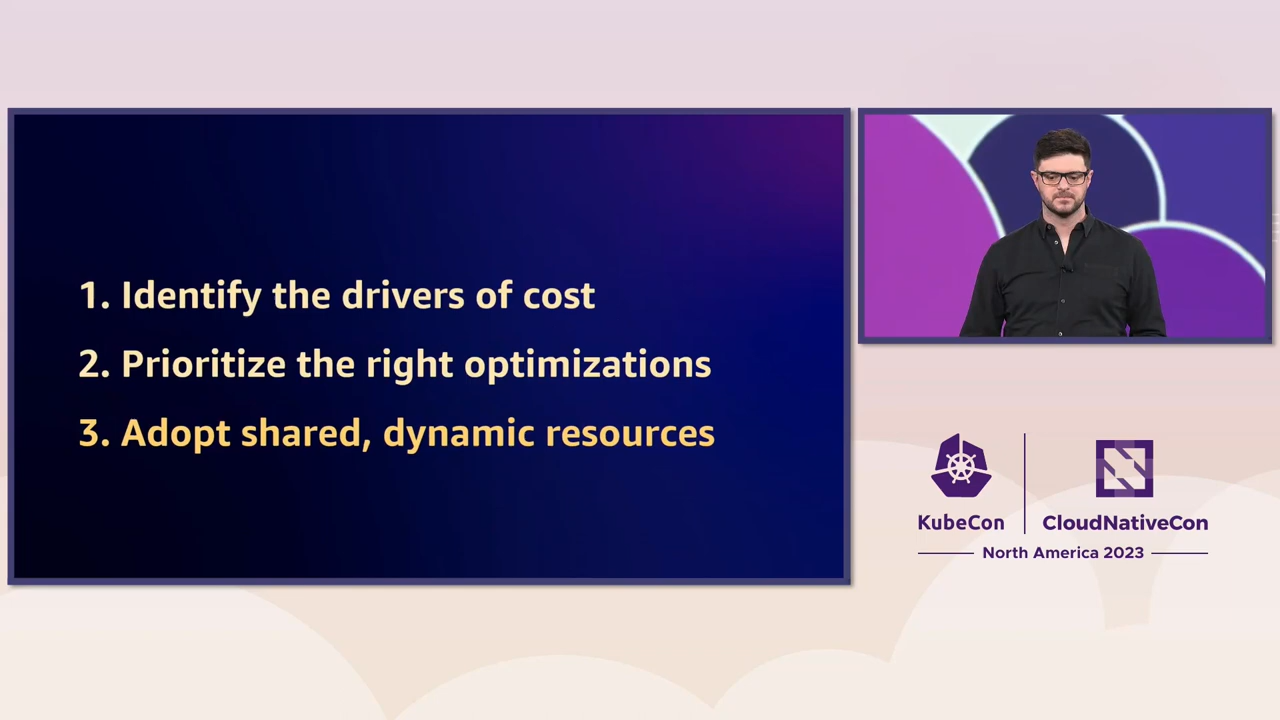 1. Identify the drivers of cost
2. Prioritize the right optimizations
3. Adopt shared, dynamic resources
KubeCon
CloudNativeCon
North America 2023